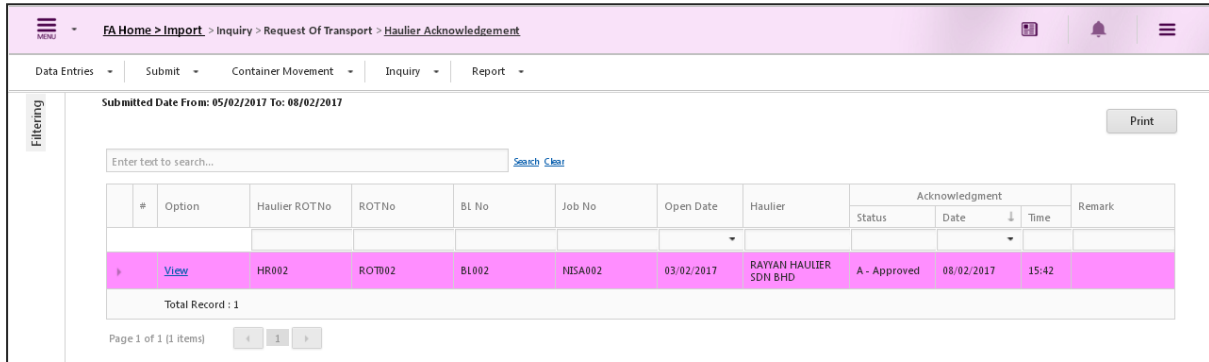 MENU
FA Home > Import > Inquiry > Request Of Transport > Haulier Acknowledgement
Data Entries Submit Container Movement Inquiry Report
Filtering
Submitted Date From: 05/02/2017 To: 08/02/2017
Print
Enter text to search... Search Clear
# Option Haulier ROTNo ROTNo BL No Job No Open Date Haulier Acknowledgment Remark
Status Date ↓ Time
View HR002 ROT002 BL002 NISA002 03/02/2017 RAYYAN HAULIER SDN BHD A - Approved 08/02/2017 15:42
Total Record : 1
Page 1 of 1 (1 items) 1